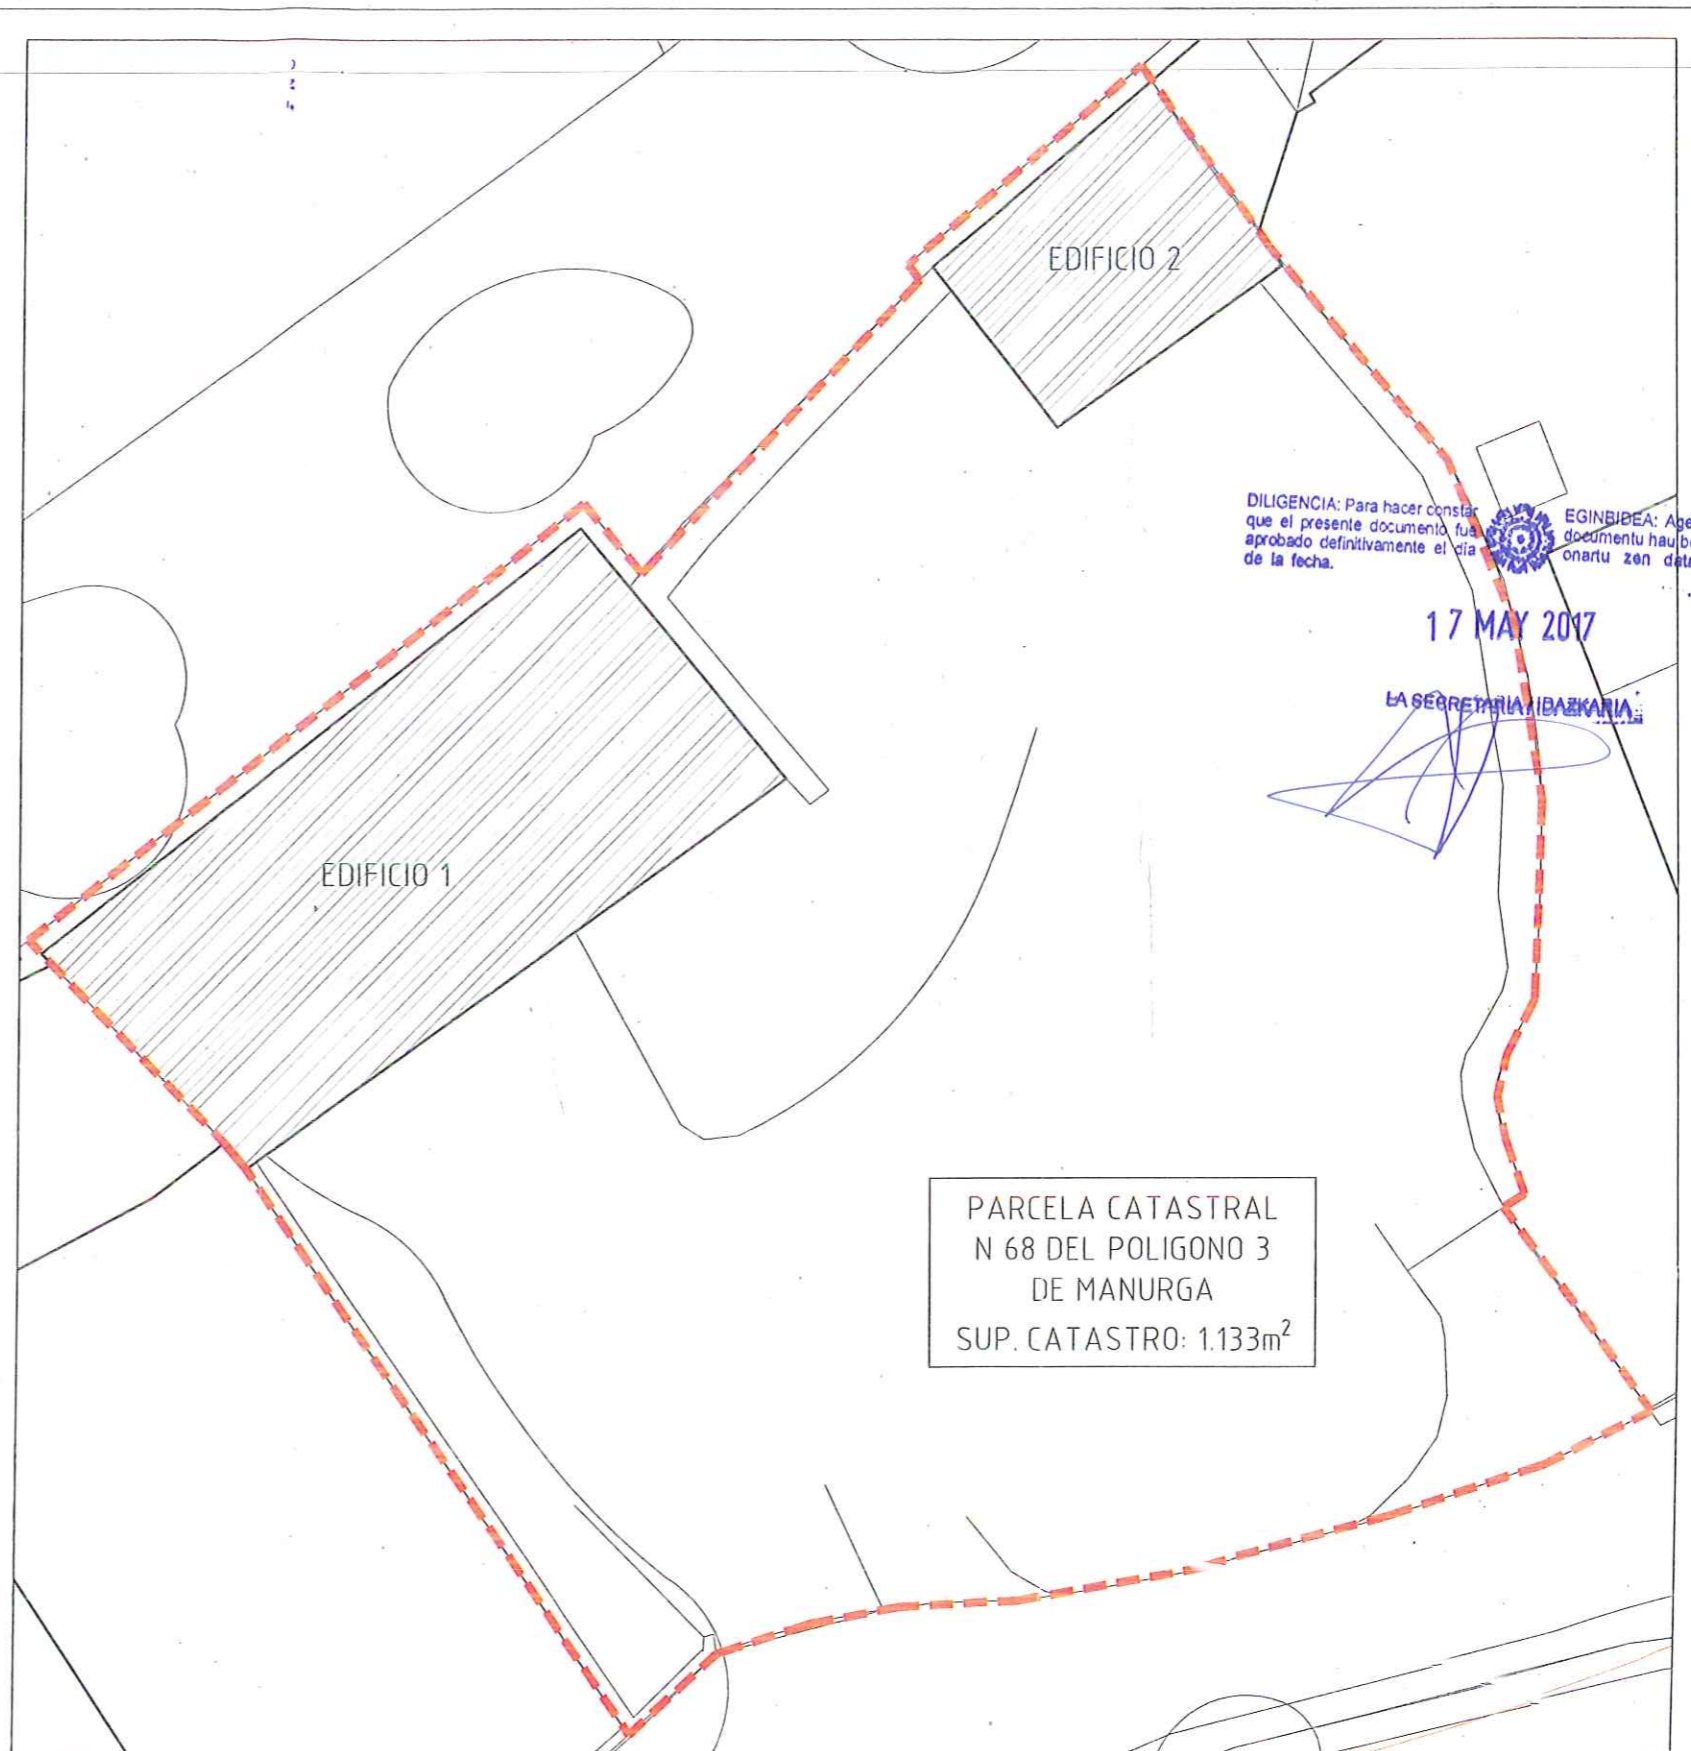 EDIFICIO 2
DILIGENCIA: Para hacer constar
que el presente documento fue
aprobado definitivamente el día
de la fecha.
EGINBIDEA:
documentu hau
onartu zen
17 MAY 2017
LA SECRETARIA / IDAZKARIA
EDIFICIO 1
PARCELA CATASTRAL
N 68 DEL POLIGONO 3
DE MANURGA
SUP. CATASTRO: 1.133m²